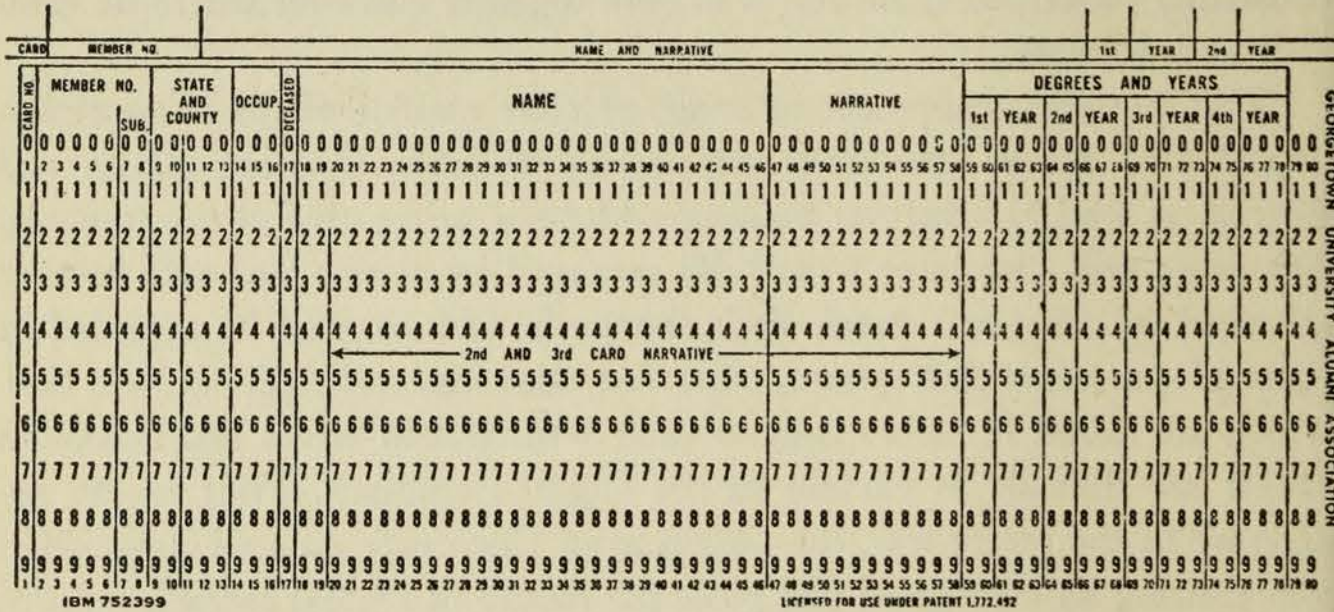 CARD MEMBER NO. NAME AND NARRATIVE 1st YEAR 2nd YEAR
CARD NO. MEMBER NO. SUB. STATE AND COUNTY OCCUP. DECEASED NAME NARRATIVE DEGREES AND YEARS
1st YEAR 2nd YEAR 3rd YEAR 4th YEAR
0 0 0 0 0 0 0 0 0 0 0 0 0 0 0 0 0 0 0 0 0 0 0 0 0 0 0 0 0 0 0 0 0 0 0 0 0 0 0 0 0 0 0 0 0 0 0 0 0 0 0 0 0 0 0 0 0 0 0 0 0 0 0 0 0 0 0 0 0 0 0 0 0 0 0 0 0 0 0 0
1 2 3 4 5 6 7 8 9 10 11 12 13 14 15 16 17 18 19 20 21 22 23 24 25 26 27 28 29 30 31 32 33 34 35 36 37 38 39 40 41 42 43 44 45 46 47 48 49 50 51 52 53 54 55 56 57 58 59 60 61 62 63 64 65 66 67 68 69 70 71 72 73 74 75 76 77 78 79 80
1 1 1 1 1 1 1 1 1 1 1 1 1 1 1 1 1 1 1 1 1 1 1 1 1 1 1 1 1 1 1 1 1 1 1 1 1 1 1 1 1 1 1 1 1 1 1 1 1 1 1 1 1 1 1 1 1 1 1 1 1 1 1 1 1 1 1 1 1 1 1 1 1 1 1 1 1 1 1 1
2 2 2 2 2 2 2 2 2 2 2 2 2 2 2 2 2 2 2 2 2 2 2 2 2 2 2 2 2 2 2 2 2 2 2 2 2 2 2 2 2 2 2 2 2 2 2 2 2 2 2 2 2 2 2 2 2 2 2 2 2 2 2 2 2 2 2 2 2 2 2 2 2 2 2 2 2 2 2 2
3 3 3 3 3 3 3 3 3 3 3 3 3 3 3 3 3 3 3 3 3 3 3 3 3 3 3 3 3 3 3 3 3 3 3 3 3 3 3 3 3 3 3 3 3 3 3 3 3 3 3 3 3 3 3 3 3 3 3 3 3 3 3 3 3 3 3 3 3 3 3 3 3 3 3 3 3 3 3 3
4 4 4 4 4 4 4 4 4 4 4 4 4 4 4 4 4 4 4 4 4 4 4 4 4 4 4 4 4 4 4 4 4 4 4 4 4 4 4 4 4 4 4 4 4 4 4 4 4 4 4 4 4 4 4 4 4 4 4 4 4 4 4 4 4 4 4 4 4 4 4 4 4 4 4 4 4 4 4 4
2nd AND 3rd CARD NARRATIVE
5 5 5 5 5 5 5 5 5 5 5 5 5 5 5 5 5 5 5 5 5 5 5 5 5 5 5 5 5 5 5 5 5 5 5 5 5 5 5 5 5 5 5 5 5 5 5 5 5 5 5 5 5 5 5 5 5 5 5 5 5 5 5 5 5 5 5 5 5 5 5 5 5 5 5 5 5 5 5 5
6 6 6 6 6 6 6 6 6 6 6 6 6 6 6 6 6 6 6 6 6 6 6 6 6 6 6 6 6 6 6 6 6 6 6 6 6 6 6 6 6 6 6 6 6 6 6 6 6 6 6 6 6 6 6 6 6 6 6 6 6 6 6 6 6 6 6 6 6 6 6 6 6 6 6 6 6 6 6 6
7 7 7 7 7 7 7 7 7 7 7 7 7 7 7 7 7 7 7 7 7 7 7 7 7 7 7 7 7 7 7 7 7 7 7 7 7 7 7 7 7 7 7 7 7 7 7 7 7 7 7 7 7 7 7 7 7 7 7 7 7 7 7 7 7 7 7 7 7 7 7 7 7 7 7 7 7 7 7 7
8 8 8 8 8 8 8 8 8 8 8 8 8 8 8 8 8 8 8 8 8 8 8 8 8 8 8 8 8 8 8 8 8 8 8 8 8 8 8 8 8 8 8 8 8 8 8 8 8 8 8 8 8 8 8 8 8 8 8 8 8 8 8 8 8 8 8 8 8 8 8 8 8 8 8 8 8 8 8 8
9 9 9 9 9 9 9 9 9 9 9 9 9 9 9 9 9 9 9 9 9 9 9 9 9 9 9 9 9 9 9 9 9 9 9 9 9 9 9 9 9 9 9 9 9 9 9 9 9 9 9 9 9 9 9 9 9 9 9 9 9 9 9 9 9 9 9 9 9 9 9 9 9 9 9 9 9 9 9 9
1 2 3 4 5 6 7 8 9 10 11 12 13 14 15 16 17 18 19 20 21 22 23 24 25 26 27 28 29 30 31 32 33 34 35 36 37 38 39 40 41 42 43 44 45 46 47 48 49 50 51 52 53 54 55 56 57 58 59 60 61 62 63 64 65 66 67 68 69 70 71 72 73 74 75 76 77 78 79 80
IBM 752399 LICENSED FOR USE UNDER PATENT 1,772,492
GEORGETOWN UNIVERSITY ALUMNI ASSOCIATION